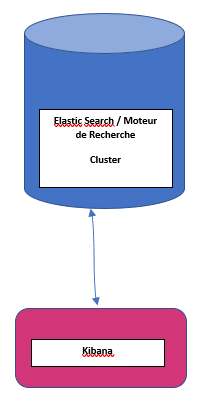 Elastic Search / Moteur
de Recherche
Cluster
Kibana